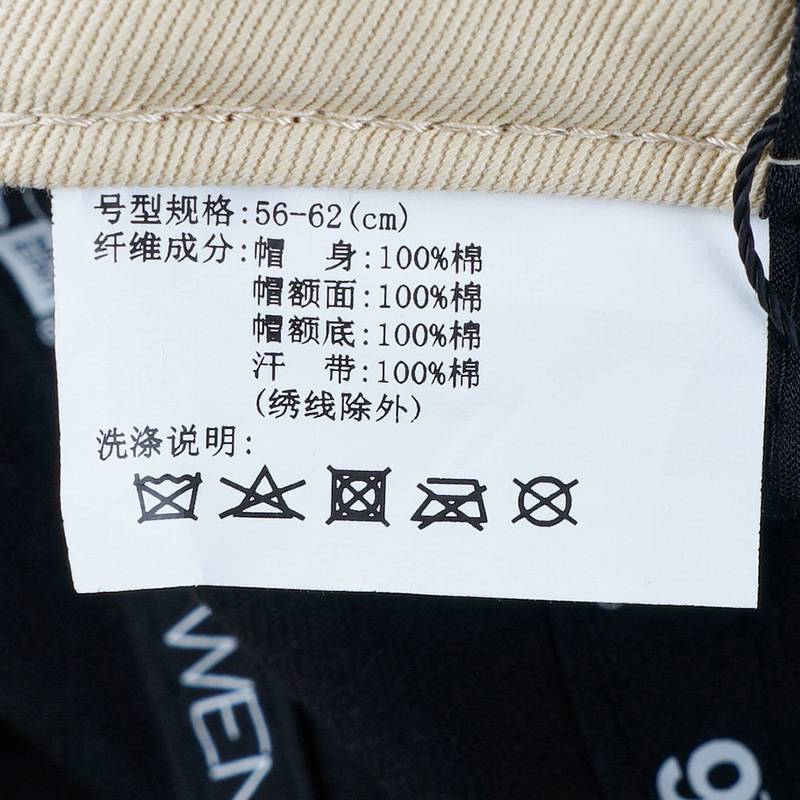 号型规格:56-62(cm)
纤维成分:帽 身:100%棉
帽额面:100%棉
帽额底:100%棉
汗 带:100%棉
(绣线除外)
洗涤说明:
WEN
g